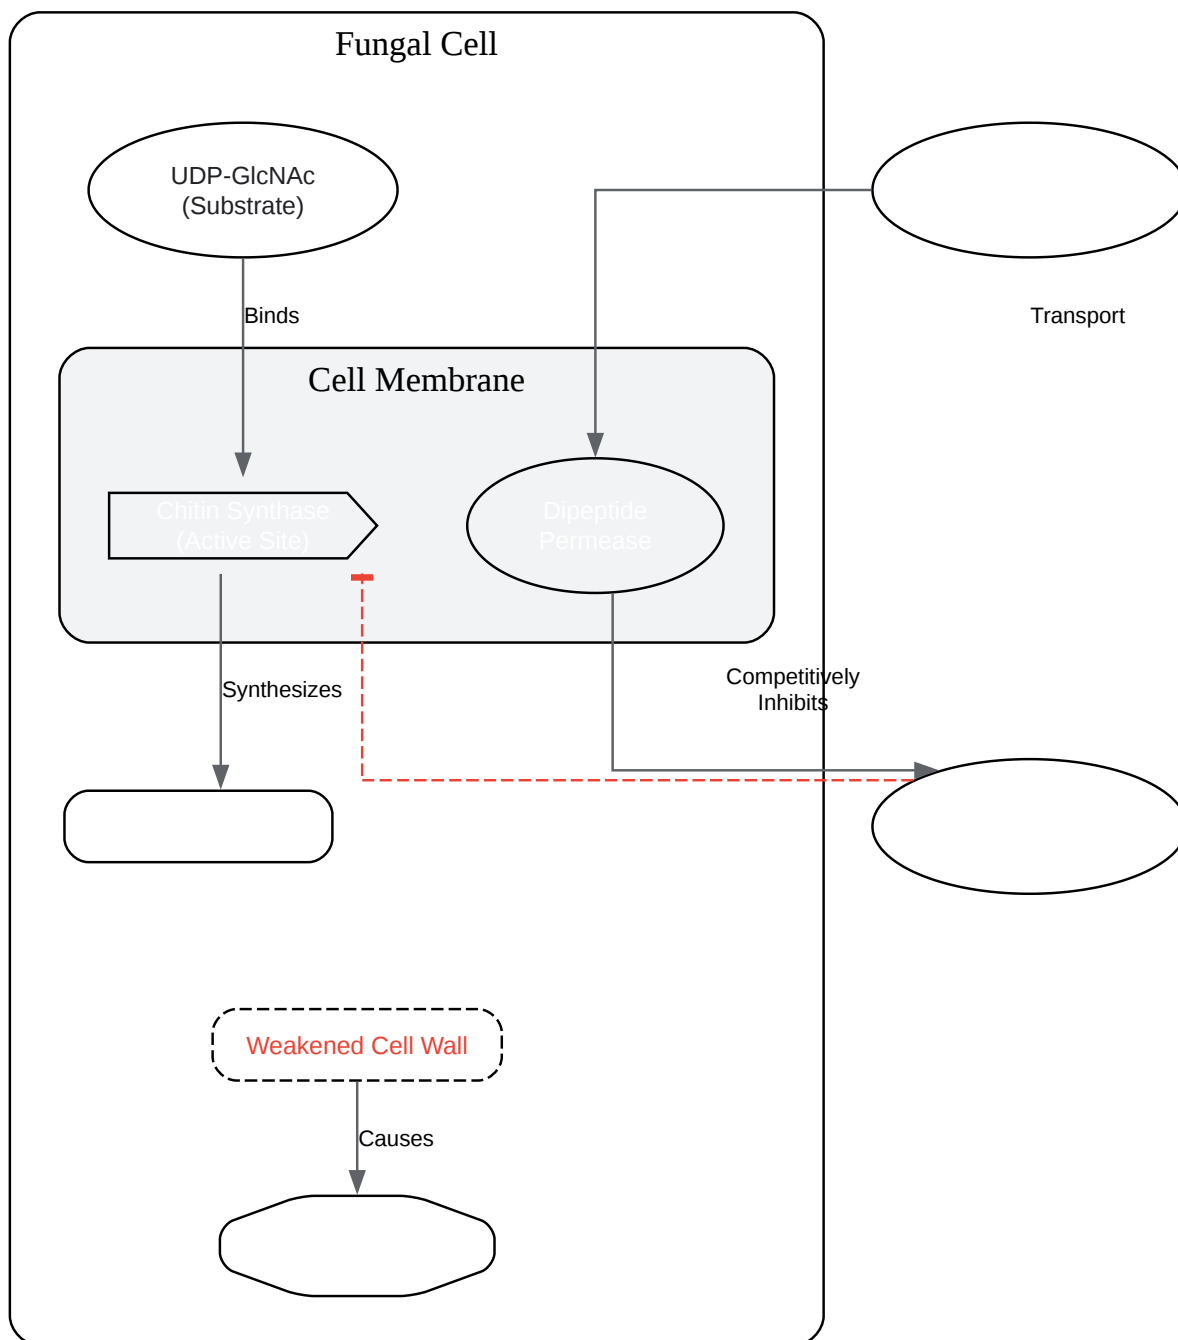 Fungal Cell
UDP-GlcNAc
(Substrate)
Binds
Transport
Cell Membrane
Chitin Synthase
(Active Site)
Dipeptide
Permease
Synthesizes
Competitively
Inhibits
Weakened Cell Wall
Causes